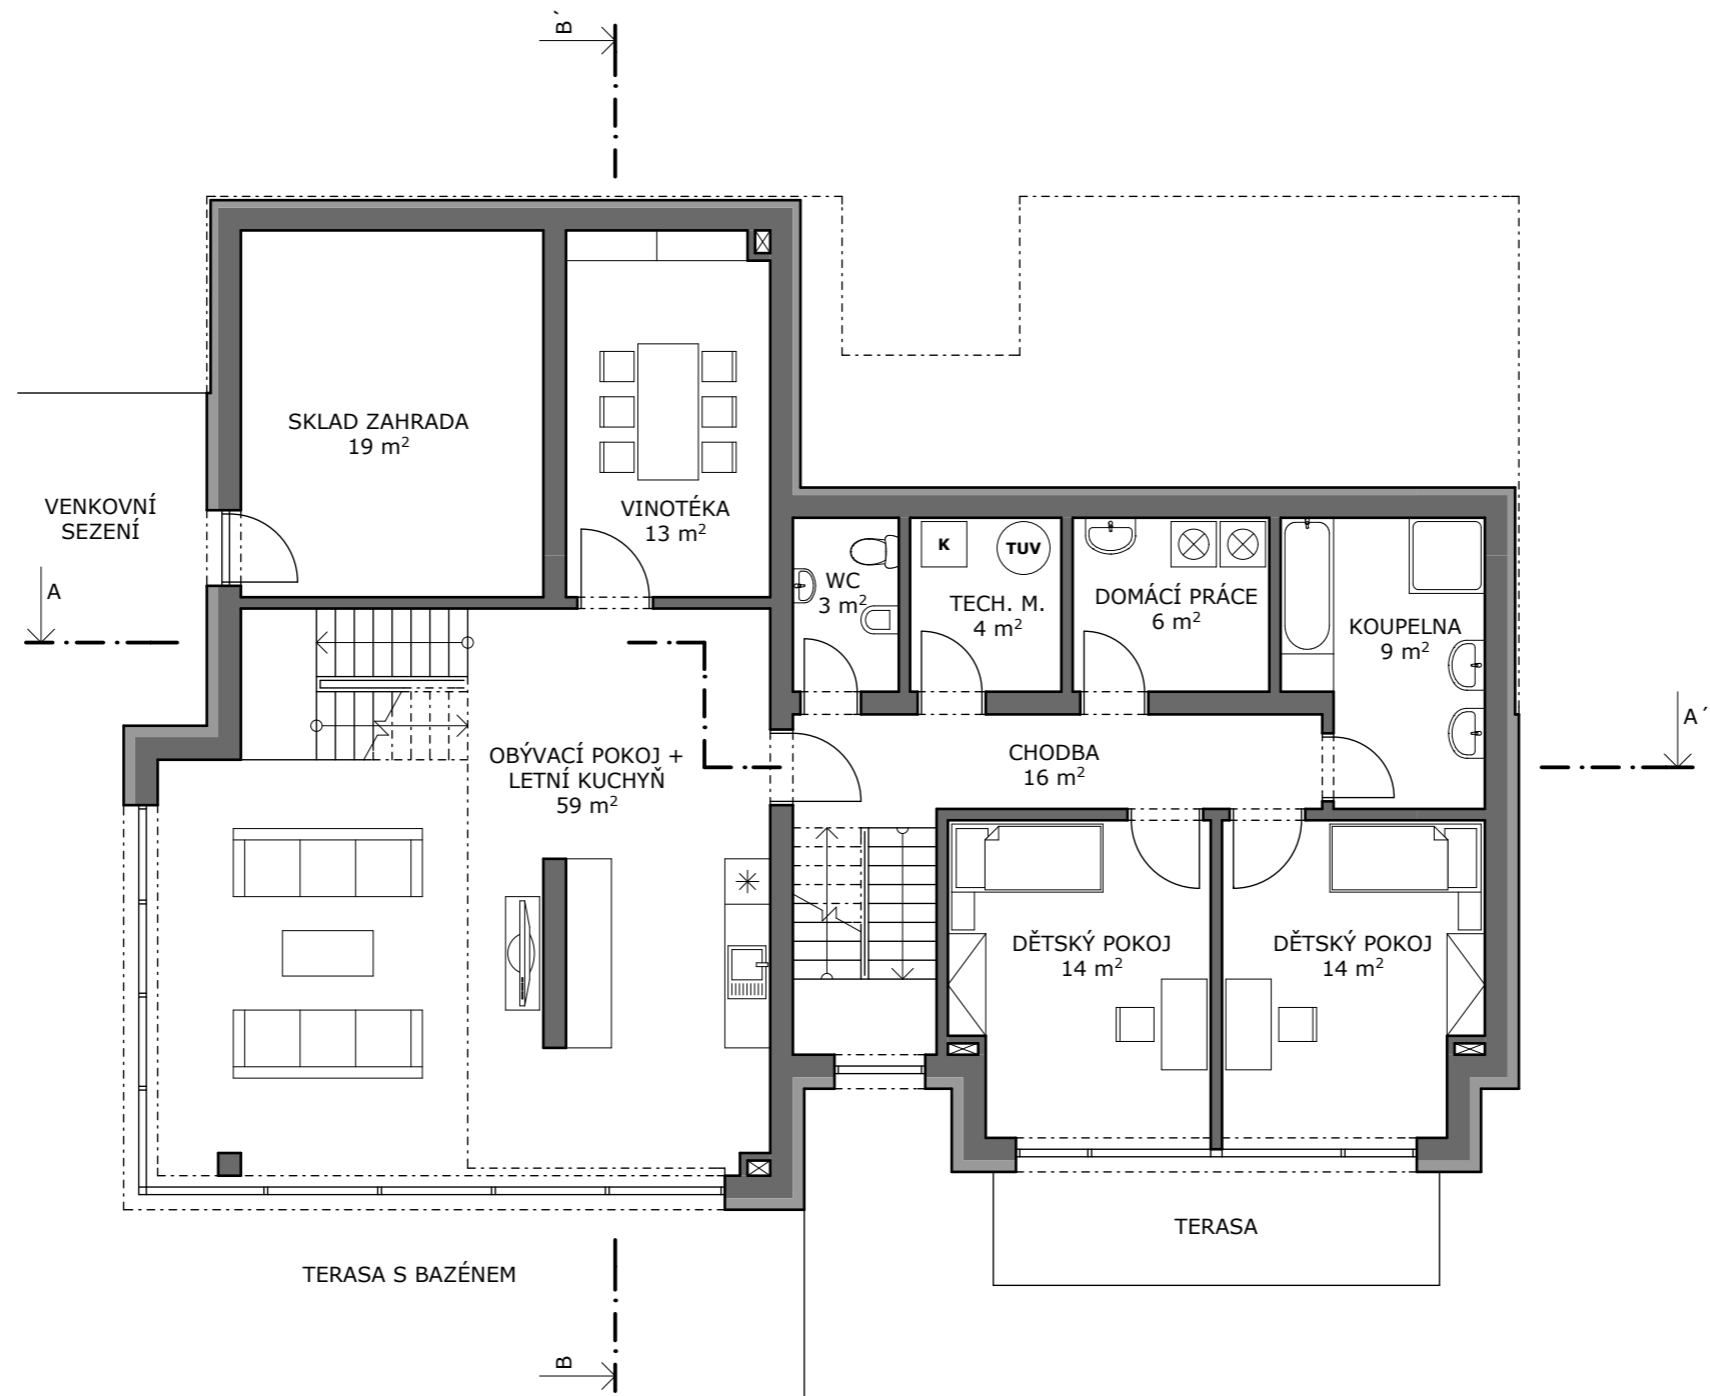 B´
SKLAD ZAHRADA
19 m²
VINOTÉKA
13 m²
VENKOVNÍ
SEZENÍ
A
WC
3 m²
K
TUV
TECH. M.
4 m²
DOMÁCÍ PRÁCE
6 m²
KOUPELNA
9 m²
A´
OBÝVACÍ POKOJ +
LETNÍ KUCHYŇ
59 m²
CHODBA
16 m²
DĚTSKÝ POKOJ
14 m²
DĚTSKÝ POKOJ
14 m²
TERASA
TERASA S BAZÉNEM
B